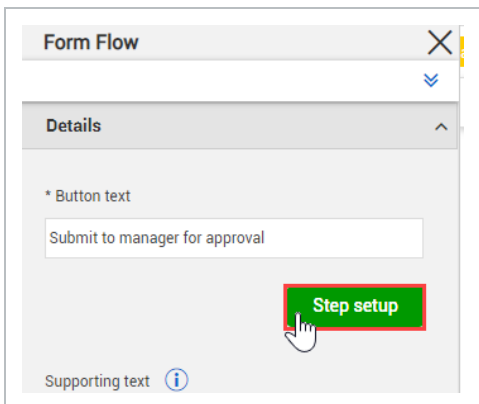 Form Flow
Details
* Button text
Submit to manager for approval
Step setup
Supporting text